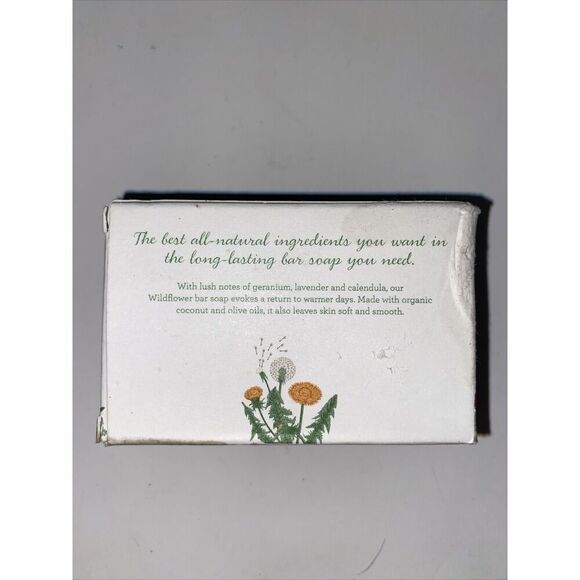 The best all-natural ingredients you want in
the long-lasting bar soap you need.
With lush notes of geranium, lavender and calendula, our
Wildflower bar soap evokes a return to warmer days. Made with organic
coconut and olive oils, it also leaves skin soft and smooth.